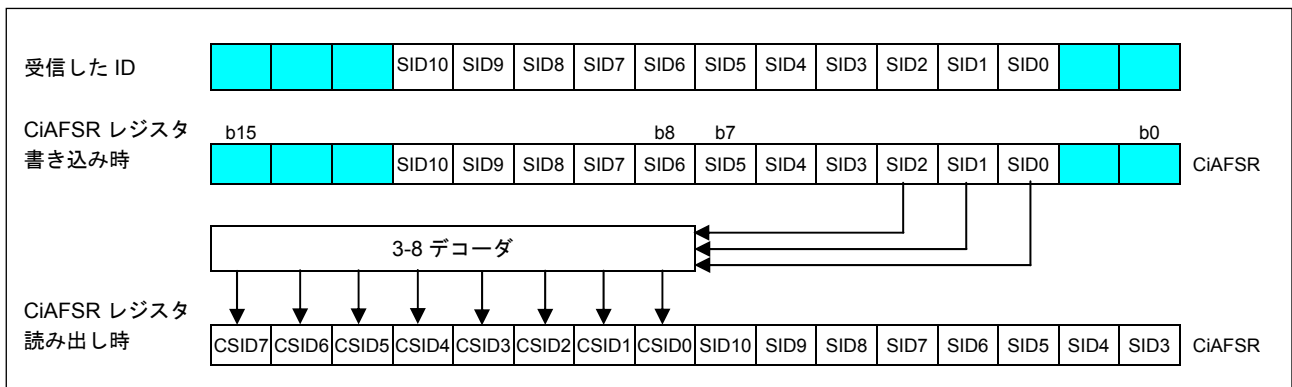 受信した ID
SID10 SID9 SID8 SID7 SID6 SID5 SID4 SID3 SID2 SID1 SID0
CiAFSR レジスタ
書き込み時
b15 b8 b7 b0
SID10 SID9 SID8 SID7 SID6 SID5 SID4 SID3 SID2 SID1 SID0 CiAFSR
3-8 デコーダ
CiAFSR レジスタ
読み出し時
CSID7 CSID6 CSID5 CSID4 CSID3 CSID2 CSID1 CSID0 SID10 SID9 SID8 SID7 SID6 SID5 SID4 SID3 CiAFSR